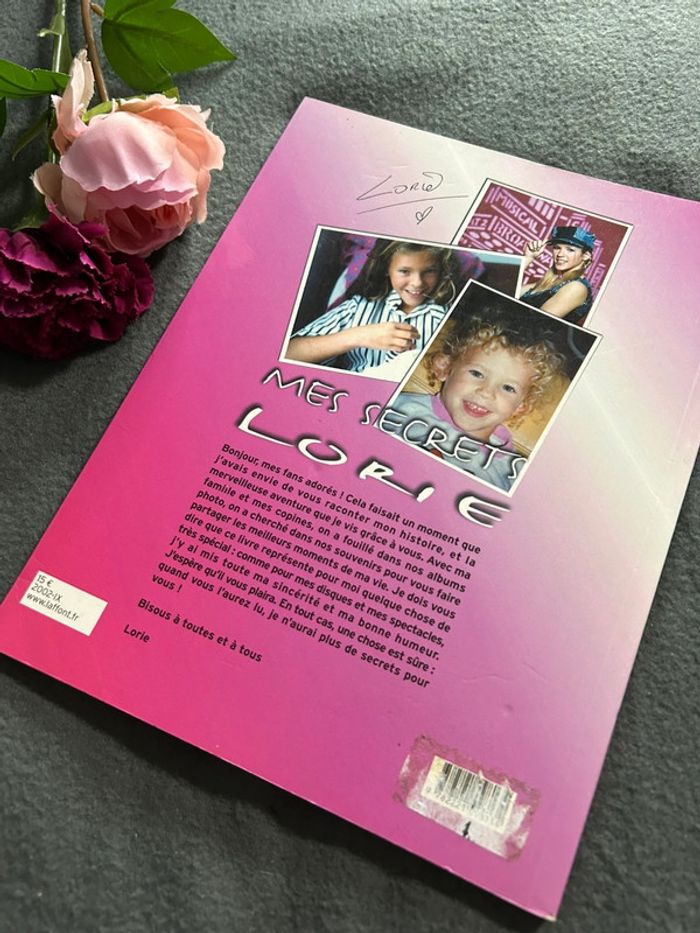 LORIE
MUSICAL
BRO
MES SECRETS
LORIE
Bonjour, mes fans adorés ! Cela faisait un moment que
j'avais envie de vous raconter mon histoire, et la
merveilleuse aventure que je vis grâce à vous. Avec ma
famille et mes copines, on a fouillé dans nos albums
photo, on a cherché dans nos souvenirs pour vous faire
partager les meilleurs moments de ma vie. Je dois vous
dire que ce livre représente pour moi quelque chose de
très spécial : comme pour mes disques et mes spectacles,
j'y ai mis toute ma sincérité et ma bonne humeur.
J'espère qu'il vous plaira. En tout cas, une chose est sûre :
quand vous l'aurez lu, je n'aurai plus de secrets pour
vous !
Bisous à toutes et à tous
Lorie
15 €
2002-IX
www.laffont.fr